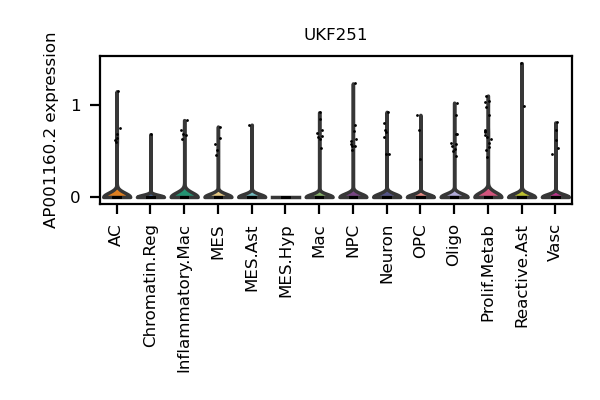 UKF251
AP001160.2 expression
1
0
AC
Chromatin.Reg
Inflammatory.Mac
MES
MES.Ast
MES.Hyp
Mac
NPC
Neuron
OPC
Oligo
Prolif.Metab
Reactive.Ast
Vasc